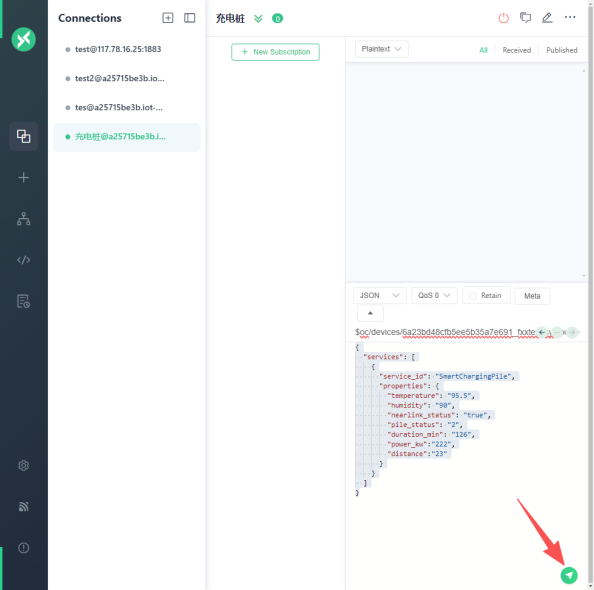 Connections
test@117.78.16.25:1883
test2@a25715be3b.io...
tes@a25715be3b.iot-...
充电桩@a25715be3b.i...
充电桩
0
+ New Subscription
Plaintext
All
Received
Published
JSON
QoS 0
Retain
Meta
$oc/devices/6a23bd48cfb5ee5b35a7e691_fxxte
{
"services": [
{
"service_id": "SmartChargingPile",
"properties": {
"temperature": "95.5",
"humidity": "90",
"nearlink_status": "true",
"pile_status": "2",
"duration_min": "126",
"power_kw":"222",
"distance":"23"
}
}
]
}